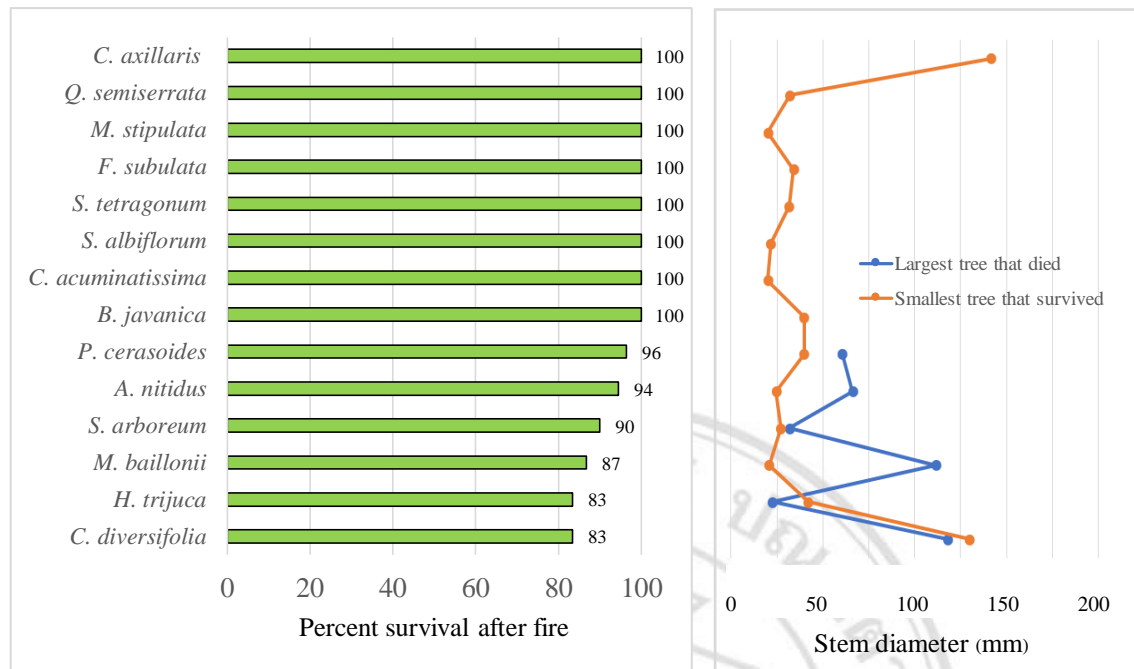 C. axillaris 100
Q. semiserrata 100
M. stipulata 100
F. subulata 100
S. tetragonum 100
S. albiflorum 100
C. acuminatissima 100
B. javanica 100
P. cerasoides 96
A. nitidus 94
S. arboreum 90
M. baillonii 87
H. trijuca 83
C. diversifolia 83
0 20 40 60 80 100
Percent survival after fire
Largest tree that died
Smallest tree that survived
0 50 100 150 200
Stem diameter (mm)